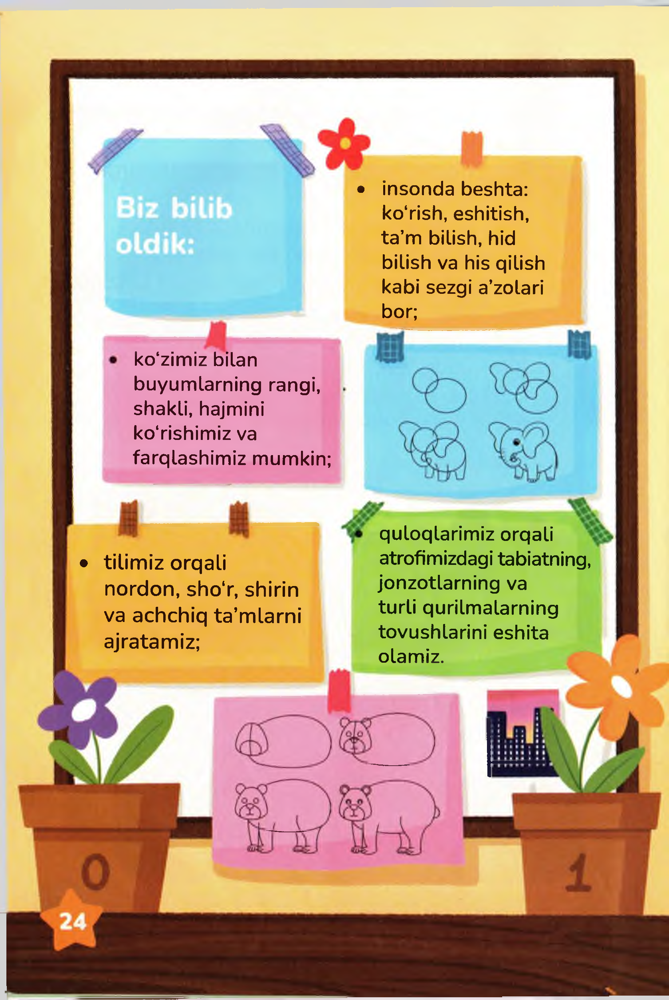 Biz bilib
oldik:
• insonda beshta:
ko‘rish, eshitish,
ta’m bilish, hid
bilish va his qilish
kabi sezgi a’zolari
bor;
• ko‘zimiz bilan
buyumlarning rangi,
shakli, hajmini
ko‘rishimiz va
farqlashimiz mumkin;
• tilimiz orqali
nordon, sho‘r, shirin
va achchiq ta’mlarni
ajratamiz;
• quloqlarimiz orqali
atrofimizdagi tabiatning,
jonzotlarning va
turli qurilmalarning
tovushlarini eshita
olamiz.
0
1
24